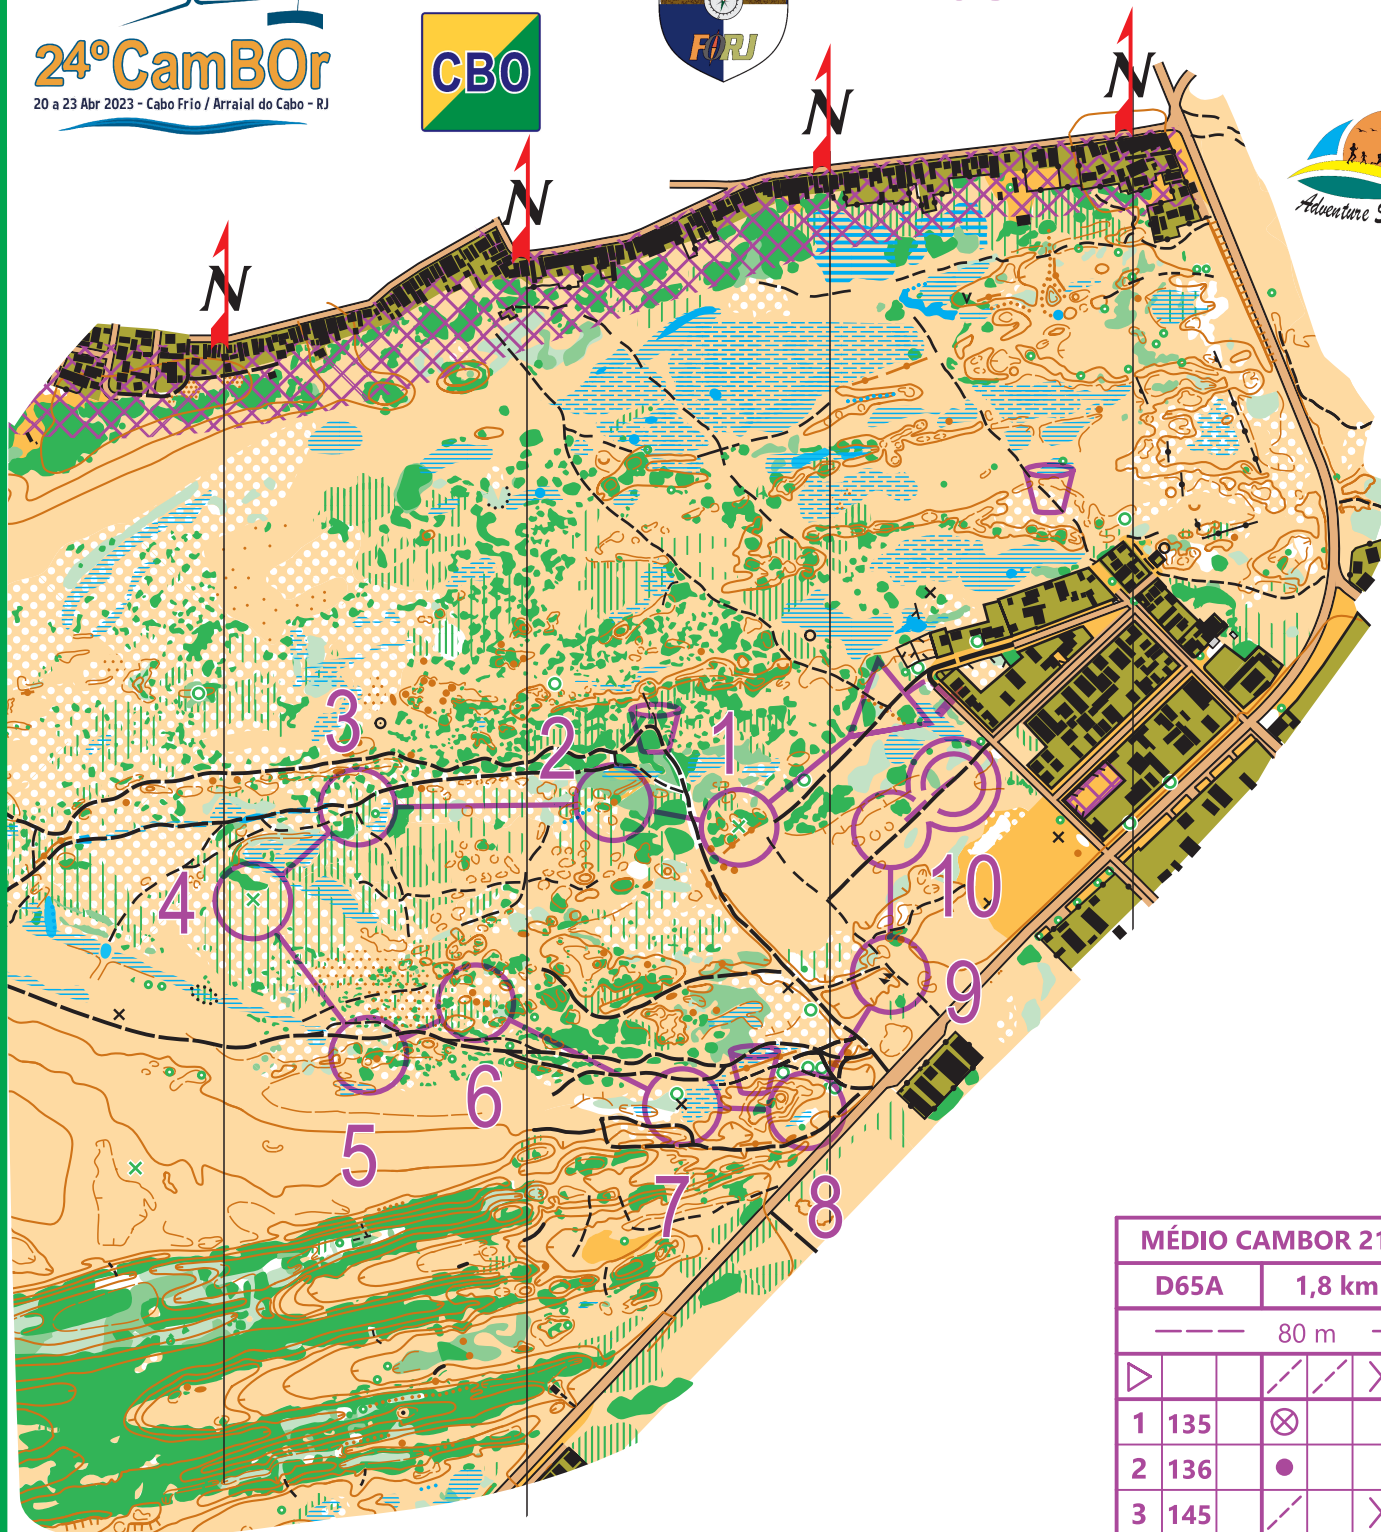 24ºCamBOr
20 a 23 Abr 2023 - Cabo Frio / Arraial do Cabo - RJ
CBO
FORJ
N
N
N
N
Adventure
3
2
1
4
10
9
5
6
7
8
MÉDIO CAMBOR 21
D65A 1,8 km
80 m
1 135
2 136
3 145